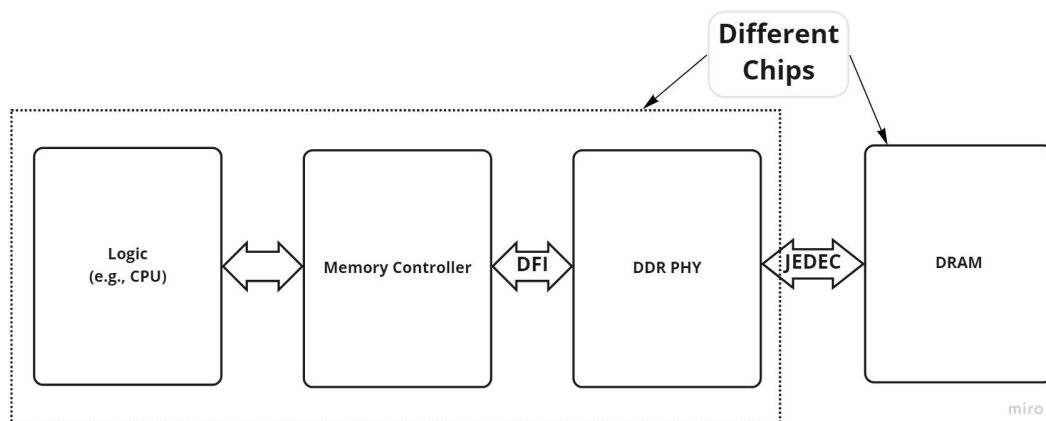 Different
Chips
Logic
(e.g., CPU)
Memory Controller
DFI
DDR PHY
JEDEC
DRAM
miro